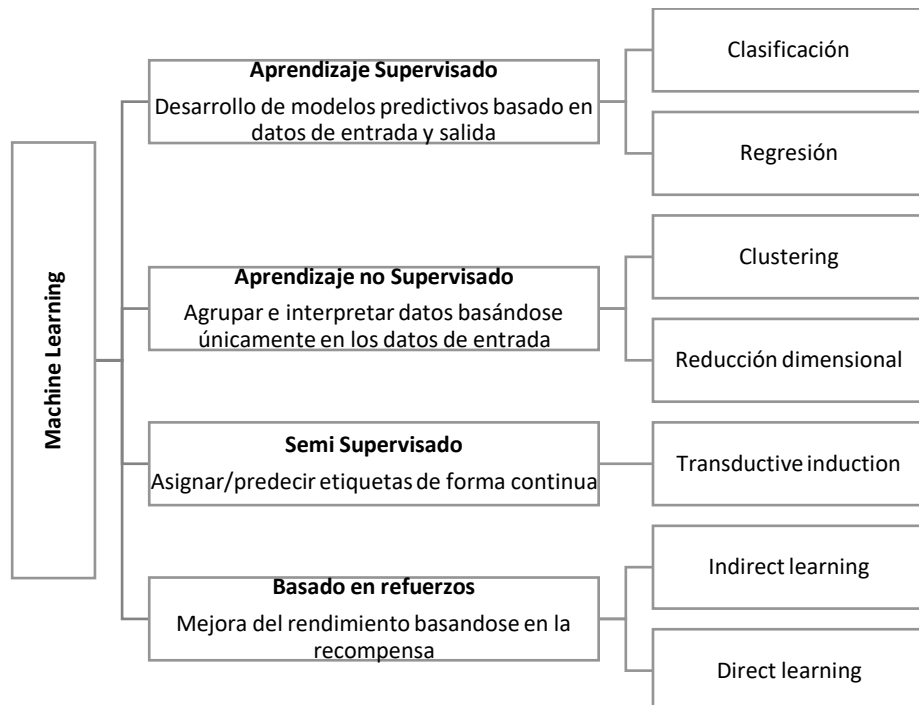 Machine Learning
Aprendizaje Supervisado
Desarrollo de modelos predictivos basado en
datos de entrada y salida
Clasificación
Regresión
Aprendizaje no Supervisado
Agrupar e interpretar datos basándose
únicamente en los datos de entrada
Clustering
Reducción dimensional
Semi Supervisado
Asignar/predecir etiquetas de forma continua
Transductive induction
Basado en refuerzos
Mejora del rendimiento basandose en la
recompensa
Indirect learning
Direct learning